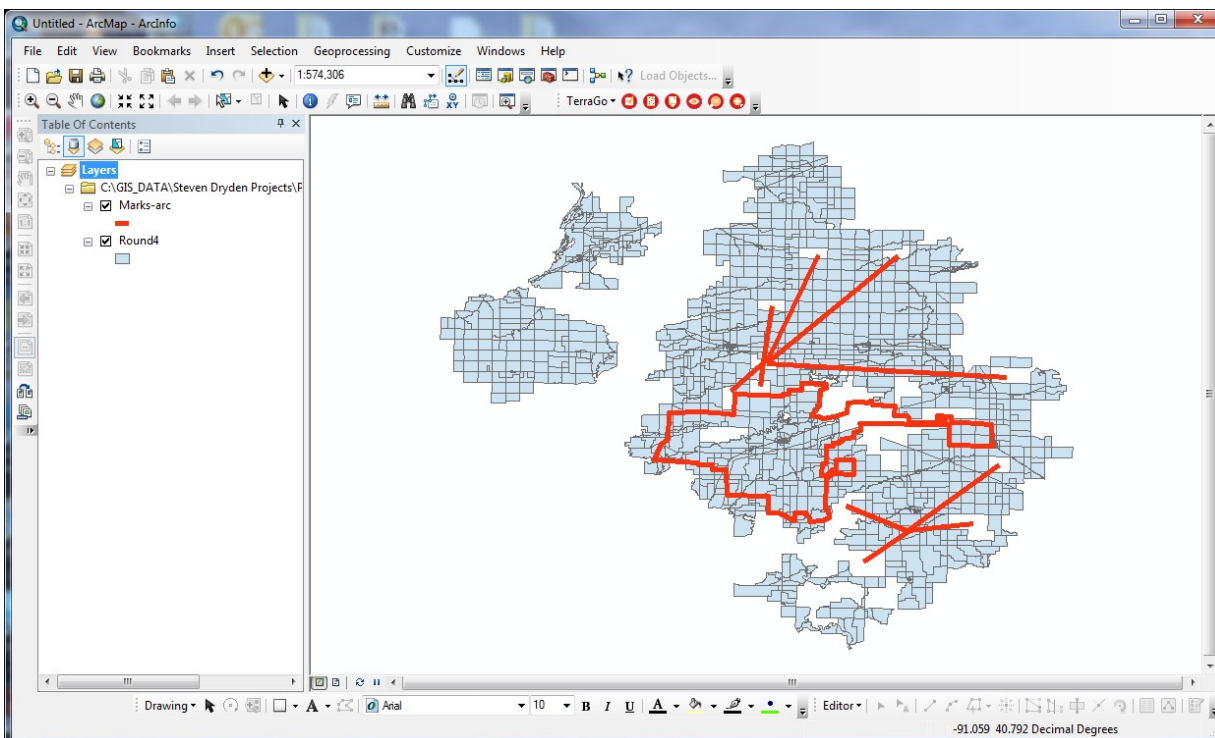 Untitled - ArcMap - ArcInfo
File Edit View Bookmarks Insert Selection Geoprocessing Customize Windows Help
1:574,306 Load Objects...
TerraGo
Table Of Contents
Layers
C:\GIS_DATA\Steven Dryden Projects\F
Marks-arc
Round4
Drawing A Arial 10 B I U A Editor
-91.059 40.792 Decimal Degrees